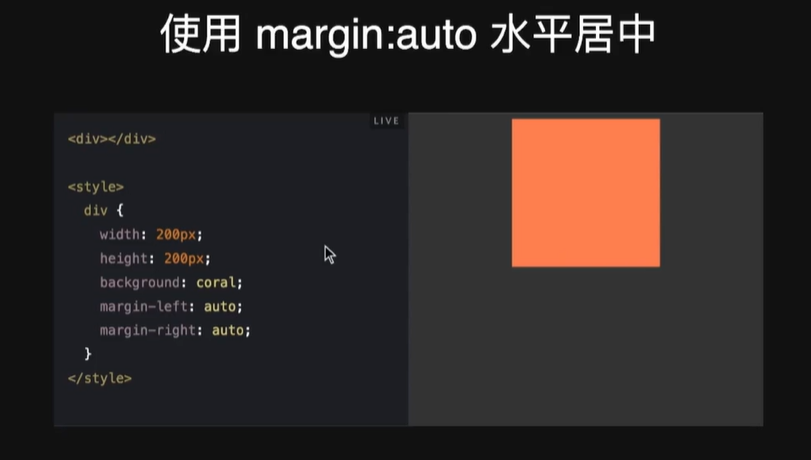 使用 margin:auto 水平居中
LIVE
<div></div>
<style>
div {
width: 200px;
height: 200px;
background: coral;
margin-left: auto;
margin-right: auto;
}
</style>